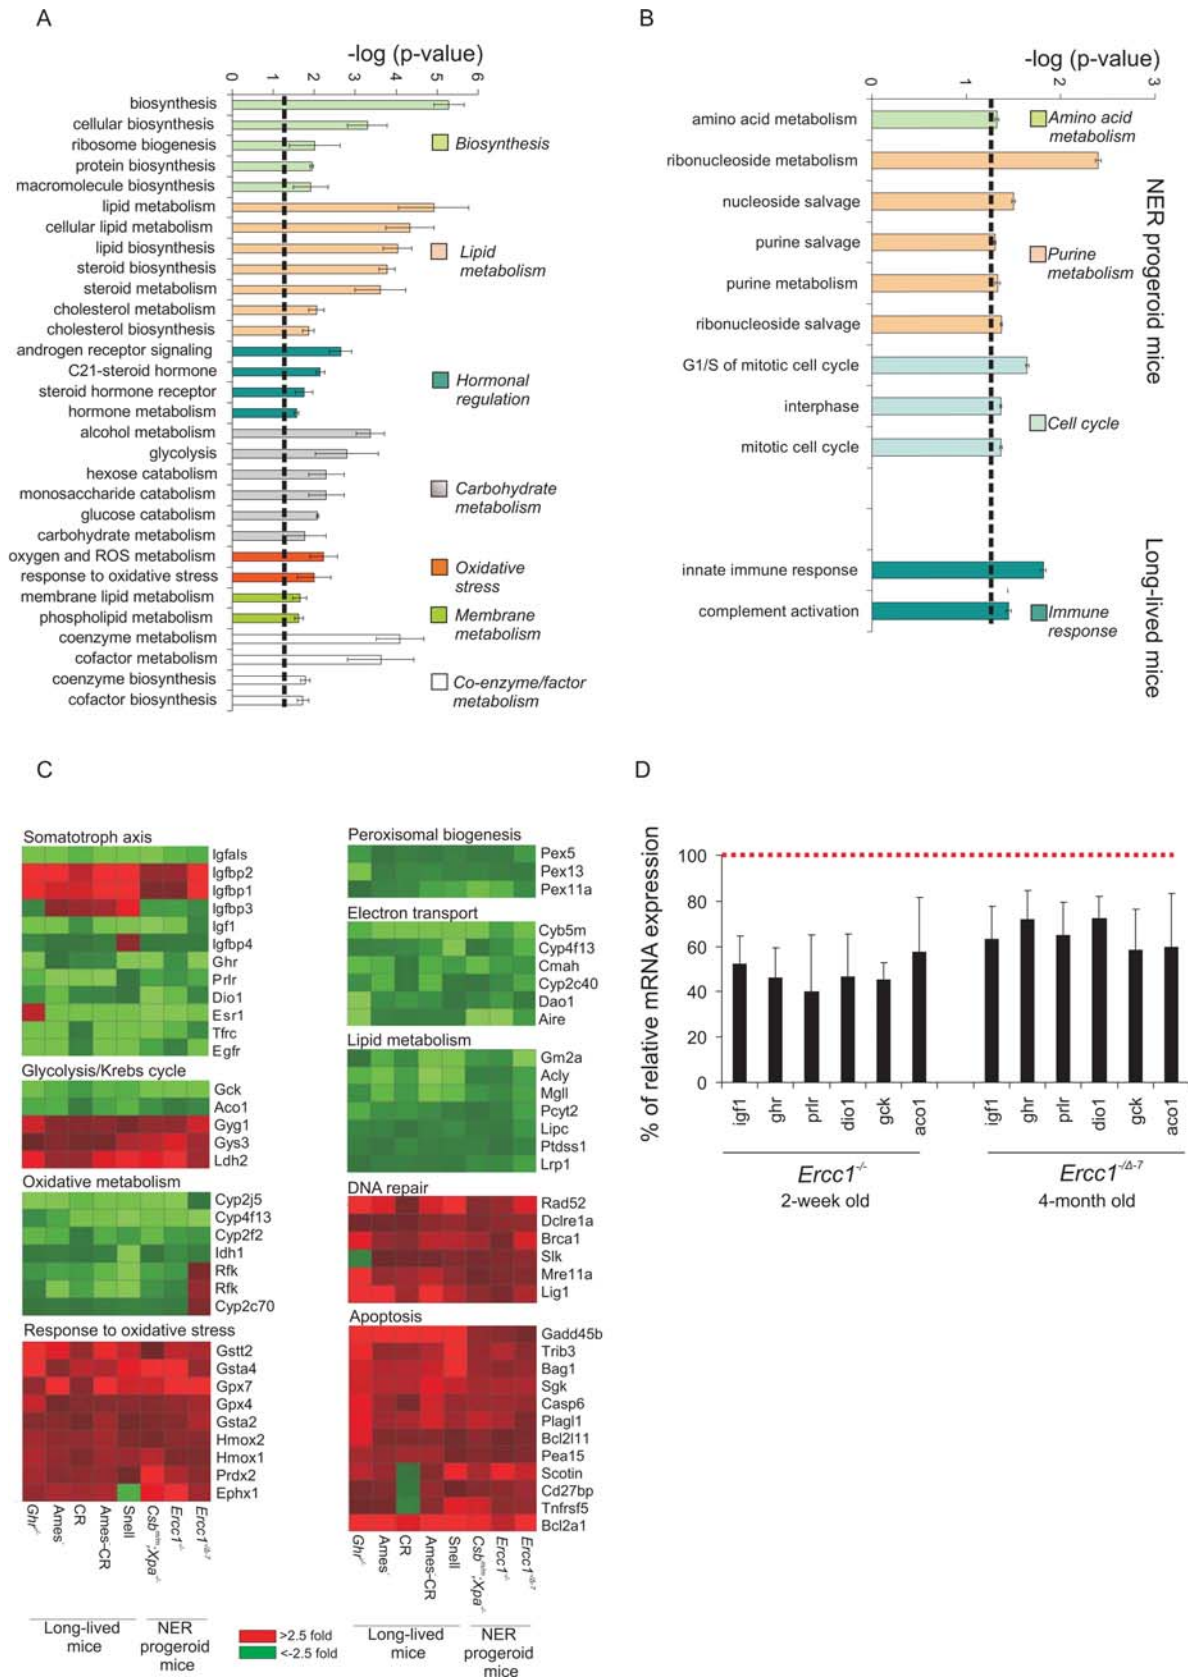 A
-log (p-value)
0 1 2 3 4 5 6
biosynthesis
cellular biosynthesis
ribosome biogenesis
protein biosynthesis
macromolecule biosynthesis
lipid metabolism
cellular lipid metabolism
lipid biosynthesis
steroid biosynthesis
steroid metabolism
cholesterol metabolism
cholesterol biosynthesis
androgen receptor signaling
C21-steroid hormone
steroid hormone receptor
hormone metabolism
alcohol metabolism
glycolysis
hexose catabolism
monosaccharide catabolism
glucose catabolism
carbohydrate metabolism
oxygen and ROS metabolism
response to oxidative stress
membrane lipid metabolism
phospholipid metabolism
coenzyme metabolism
cofactor metabolism
coenzyme biosynthesis
cofactor biosynthesis
Biosynthesis
Lipid
metabolism
Hormonal
regulation
Carbohydrate
metabolism
Oxidative
stress
Membrane
metabolism
Co-enzyme/factor
metabolism
B
-log (p-value)
0 1 2 3
amino acid metabolism
ribonucleoside metabolism
nucleoside salvage
purine salvage
purine metabolism
ribonucleoside salvage
G1/S of mitotic cell cycle
interphase
mitotic cell cycle
innate immune response
complement activation
Amino acid
metabolism
Purine
metabolism
Cell cycle
Immune
response
NER progeroid mice
Long-lived mice
C
Somatotroph axis
Igfals
Igfbp2
Igfbp1
Igfbp3
Igf1
Igfbp4
Ghr
Prlr
Dio1
Esr1
Tfrc
Egfr
Glycolysis/Krebs cycle
Gck
Aco1
Gyg1
Gys3
Ldh2
Oxidative metabolism
Cyp2j5
Cyp4f13
Cyp2f2
Idh1
Rfk
Rfk
Cyp2c70
Response to oxidative stress
Gstt2
Gsta4
Gpx7
Gpx4
Gsta2
Hmox2
Hmox1
Prdx2
Ephx1
Ghr-/-
Ames
CR
Ames-CR
Snell
Csbm/m;Xpa-/-
Ercc1-/-
Ercc1-/Δ-7
Long-lived
mice
NER
progeroid
mice
>2.5 fold
<-2.5 fold
Peroxisomal biogenesis
Pex5
Pex13
Pex11a
Electron transport
Cyb5m
Cyp4f13
Cmah
Cyp2c40
Dao1
Aire
Lipid metabolism
Gm2a
Acly
Mgll
Pcyt2
Lipc
Ptdss1
Lrp1
DNA repair
Rad52
Dclre1a
Brca1
Slk
Mre11a
Lig1
Apoptosis
Gadd45b
Trib3
Bag1
Sgk
Casp6
Plagl1
Bcl2l11
Pea15
Scotin
Cd27bp
Tnfrsf5
Bcl2a1
Ghr-/-
Ames
CR
Ames-CR
Snell
Csbm/m;Xpa-/-
Ercc1-/-
Ercc1-/Δ-7
Long-lived
mice
NER
progeroid
mice
D
% of relative mRNA expression
100
80
60
40
20
0
igf1
ghr
prlr
dio1
gck
aco1
igf1
ghr
prlr
dio1
gck
aco1
Ercc1-/-
2-week old
Ercc1-/Δ-7
4-month old